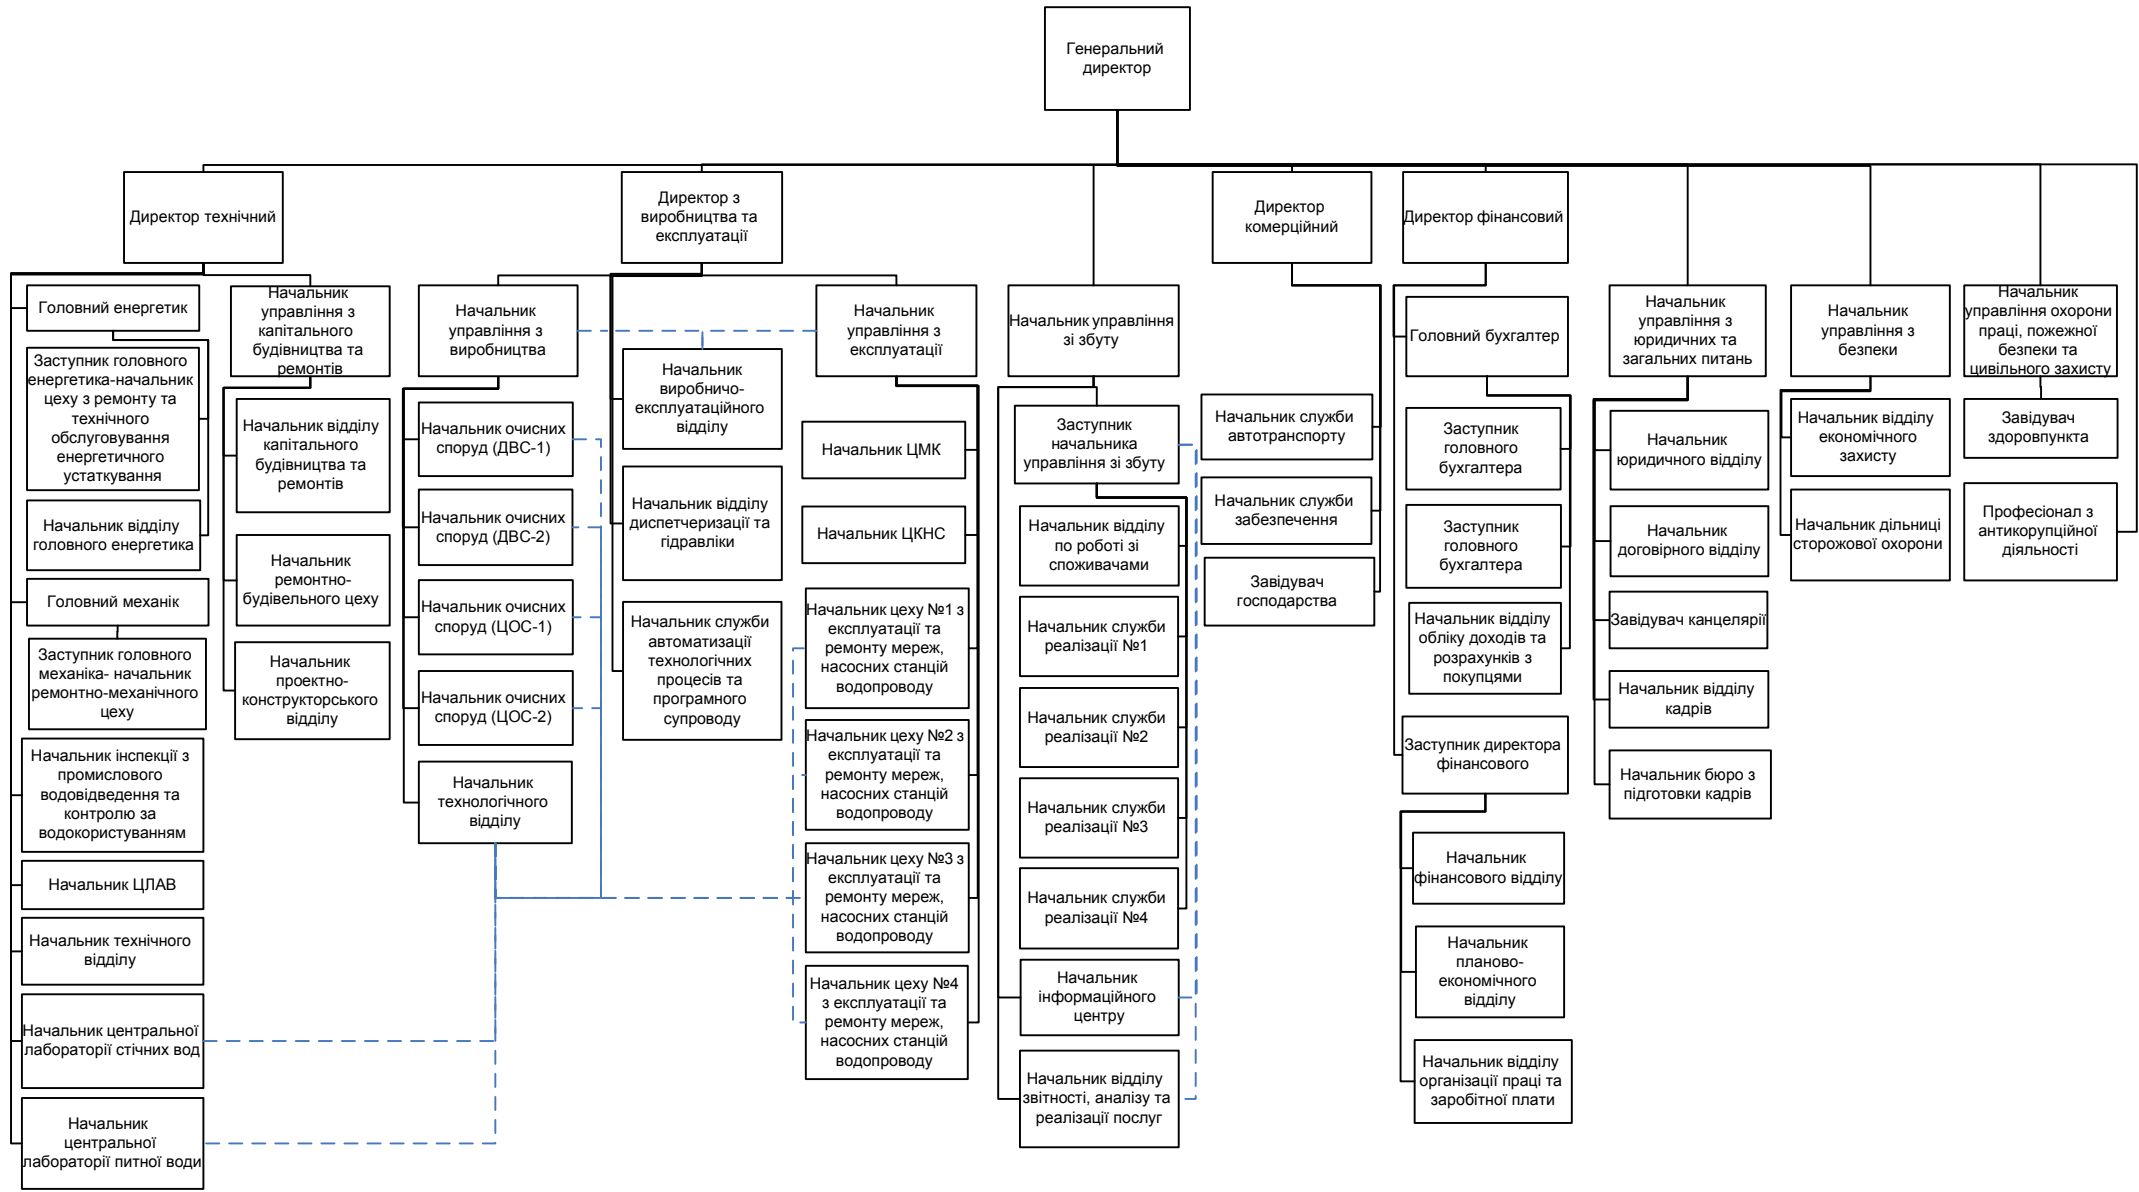 Генеральний
директор
Директор технічний
Директор з
виробництва та
експлуатації
Директор
комерційний
Директор фінансовий
Головний енергетик
Заступник головного
енергетика-начальник
цеху з ремонту та
технічного
обслуговування
енергетичного
устаткування
Начальник відділу
головного енергетика
Головний механік
Заступник головного
механіка- начальник
ремонтно-механічного
цеху
Начальник інспекції з
промислового
водовідведення та
контролю за
водокористуванням
Начальник ЦЛАВ
Начальник технічного
відділу
Начальник центральної
лабораторії стічних вод
Начальник
центральної
лабораторії питної води
Начальник
управління з
капітального
будівництва та
ремонтів
Начальник відділу
капітального
будівництва та
ремонтів
Начальник
ремонтно-
будівельного цеху
Начальник
проектно-
конструкторського
відділу
Начальник
управління з
виробництва
Начальник очисних
споруд (ДВС-1)
Начальник очисних
споруд (ДВС-2)
Начальник очисних
споруд (ЦОС-1)
Начальник очисних
споруд (ЦОС-2)
Начальник
технологічного
відділу
Начальник
виробничо-
експлуатаційного
відділу
Начальник відділу
диспетчеризації та
гідравліки
Начальник служби
автоматизації
технологічних
процесів та
програмного
супроводу
Начальник
управління з
експлуатації
Начальник ЦМК
Начальник ЦКНС
Начальник цеху №1 з
експлуатації та
ремонту мереж,
насосних станцій
водопроводу
Начальник цеху №2 з
експлуатації та
ремонту мереж,
насосних станцій
водопроводу
Начальник цеху №3 з
експлуатації та
ремонту мереж,
насосних станцій
водопроводу
Начальник цеху №4
з експлуатації та
ремонту мереж,
насосних станцій
водопроводу
Начальник управління
зі збуту
Заступник
начальника
управління зі збуту
Начальник відділу
по роботі зі
споживачами
Начальник служби
реалізації №1
Начальник служби
реалізації №2
Начальник служби
реалізації №3
Начальник служби
реалізації №4
Начальник
інформаційного
центру
Начальник відділу
звітності, аналізу та
реалізації послуг
Начальник служби
автотранспорту
Начальник служби
забезпечення
Завідувач
господарства
Головний бухгалтер
Заступник
головного
бухгалтера
Заступник
головного
бухгалтера
Начальник відділу
обліку доходів та
розрахунків з
покупцями
Заступник директора
фінансового
Начальник
фінансового відділу
Начальник
планово-
економічного
відділу
Начальник відділу
організації праці та
заробітної плати
Начальник
управління з
юридичних та
загальних питань
Начальник
юридичного відділу
Начальник
договірного відділу
Завідувач канцелярії
Начальник відділу
кадрів
Начальник бюро з
підготовки кадрів
Начальник
управління з
безпеки
Начальник відділу
економічного
захисту
Начальник дільниці
сторожової охорони
Начальник
управління охорони
праці, пожежної
безпеки та
цивільного захисту
Завідувач
здоровпункта
Професіонал з
антикорупційної
діяльності